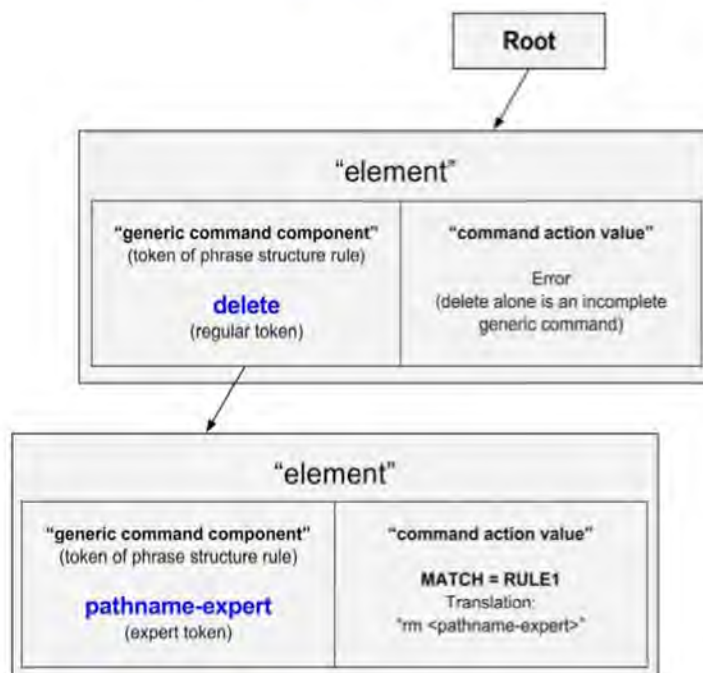 Root
“element”
“generic command component”
(token of phrase structure rule)
delete
(regular token)
“command action value”
Error
(delete alone is an incomplete
generic command)
“element”
“generic command component”
(token of phrase structure rule)
pathname-expert
(expert token)
“command action value”
MATCH = RULE1
Translation:
“rm <pathname-expert>”